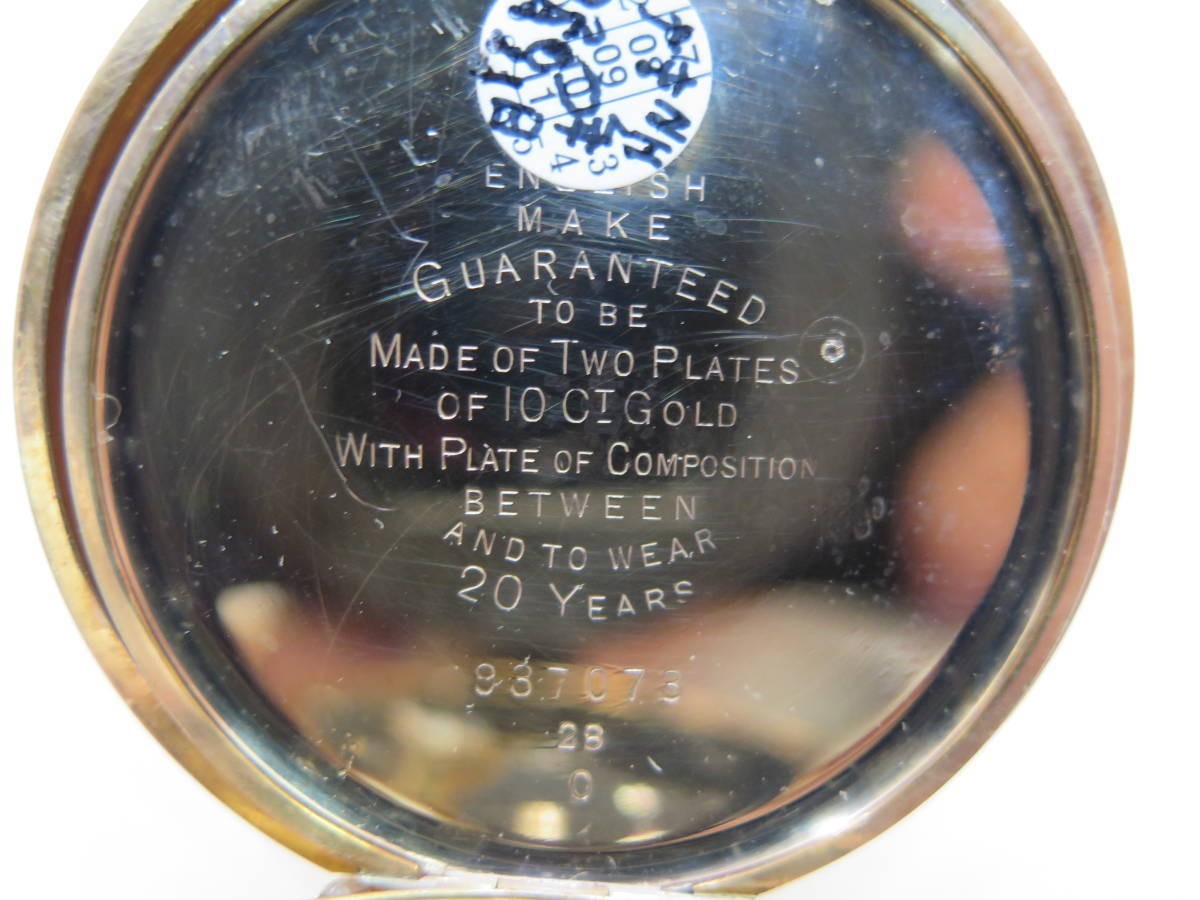 ENGLISH
MAKE
GUARANTEED
TO BE
MADE OF TWO PLATES
OF 10 CT GOLD
WITH PLATE OF COMPOSITION
BETWEEN
AND TO WEAR
20 YEARS
937073
28
0